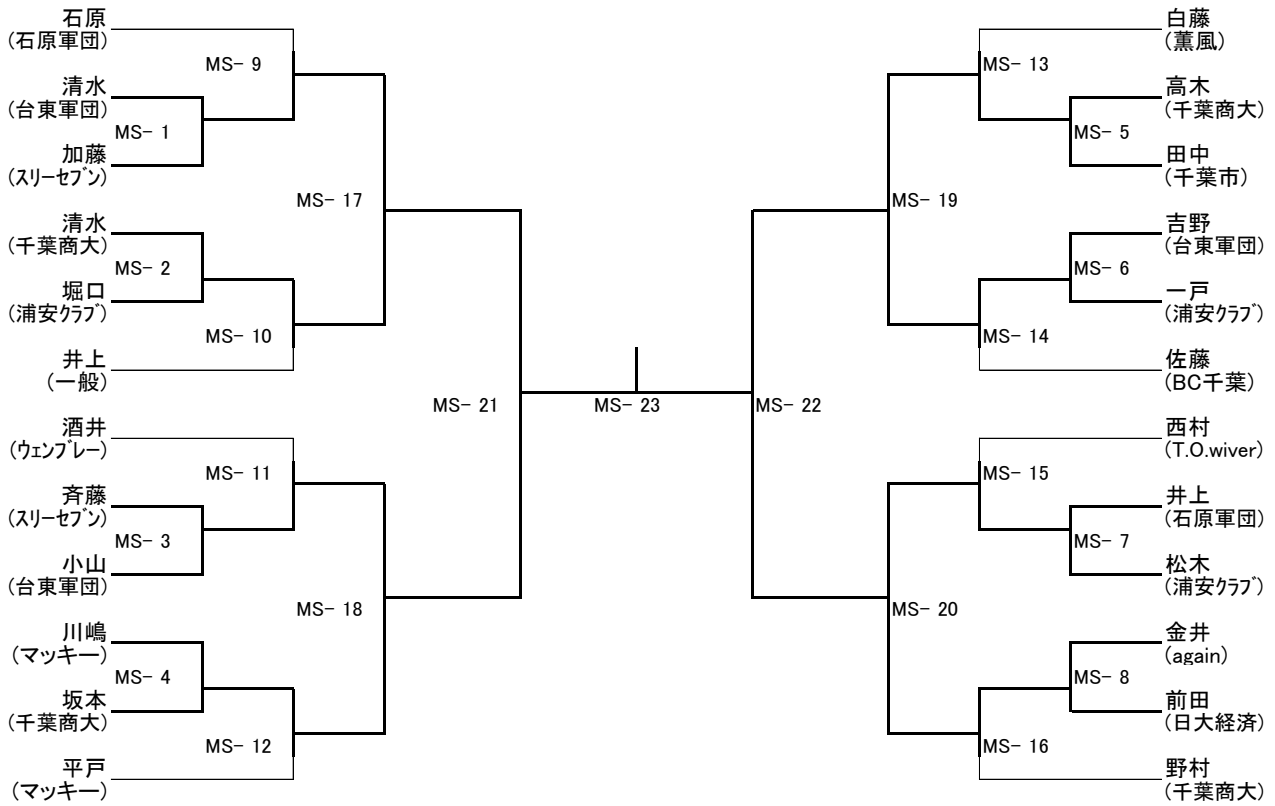 石原
(石原軍団)
MS- 9
清水
(台東軍団)
MS- 1
加藤
(スリーセブン)
MS- 17
清水
(千葉商大)
MS- 2
堀口
(浦安クラブ)
MS- 10
井上
(一般)
MS- 21
酒井
(ウェンブレー)
MS- 11
斉藤
(スリーセブン)
MS- 3
小山
(台東軍団)
MS- 18
川嶋
(マッキー)
MS- 4
坂本
(千葉商大)
MS- 12
平戸
(マッキー)
MS- 23
白藤
(薫風)
MS- 13
高木
(千葉商大)
MS- 5
田中
(千葉市)
MS- 19
吉野
(台東軍団)
MS- 6
一戸
(浦安クラブ)
MS- 14
佐藤
(BC千葉)
MS- 22
西村
(T.O.wiver)
MS- 15
井上
(石原軍団)
MS- 7
松木
(浦安クラブ)
MS- 20
金井
(again)
MS- 8
前田
(日大経済)
MS- 16
野村
(千葉商大)